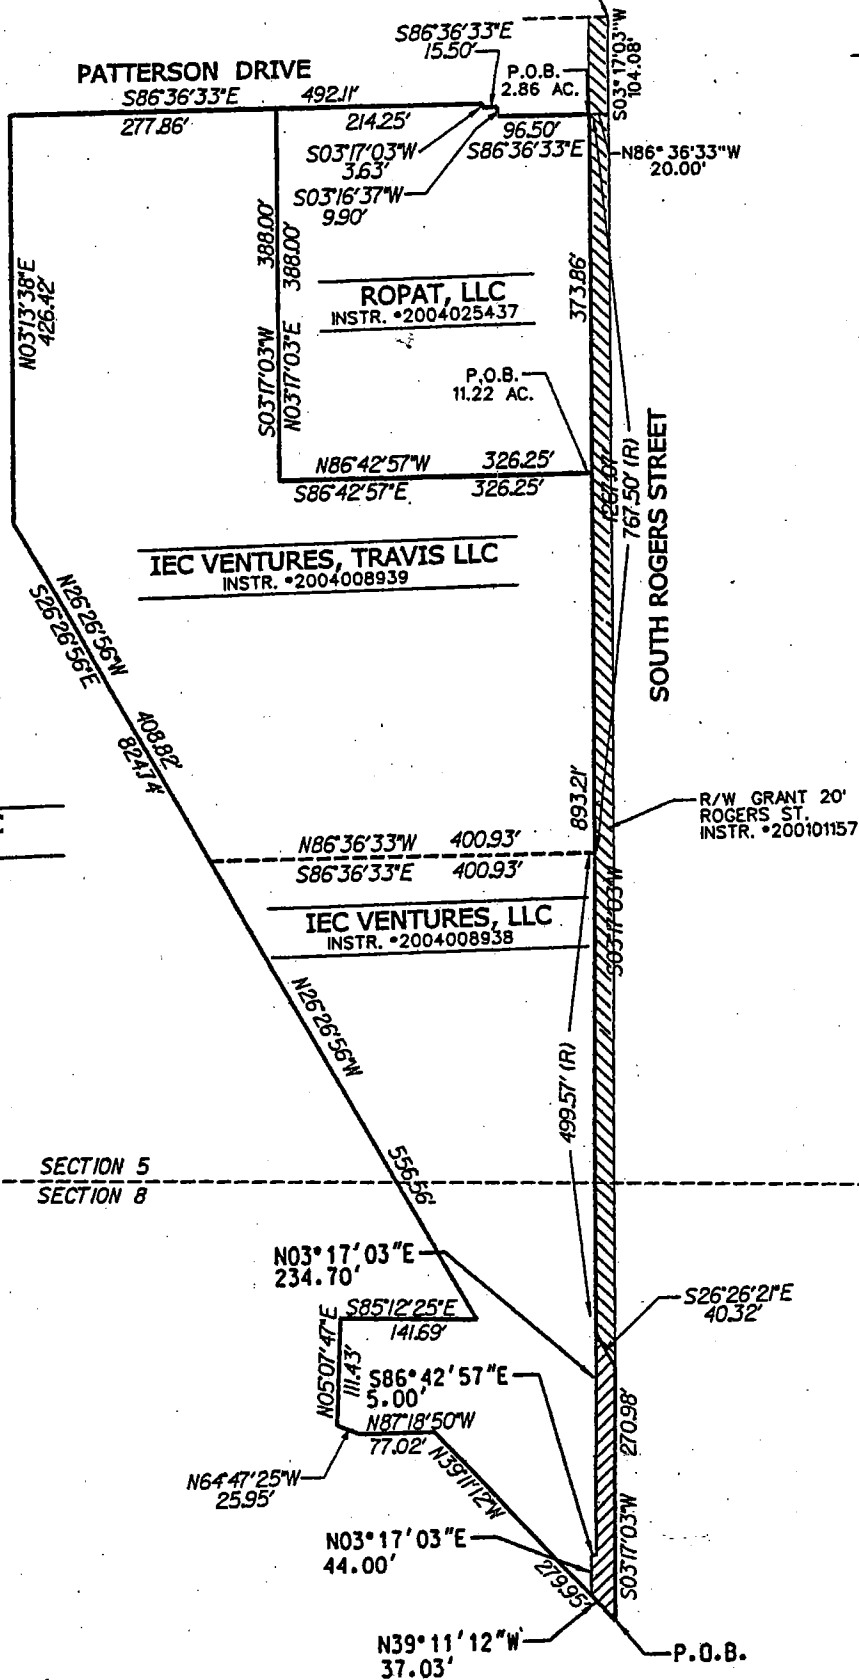 S86°36'33"E
15.50'
S03°17'03"W
104.08'
PATTERSON DRIVE
P.O.B.
2.86 AC.
S86°36'33"E 492.11'
277.86' 214.25'
96.50'
S86°36'33"E
S03°17'03"W
3.63'
N86°36'33"W
20.00'
S03°16'37"W
9.90'
N03°13'38"E
426.42'
388.00'
388.00'
S03°17'03"W
N03°17'03"E
ROPAT, LLC
INSTR. •2004025437
373.86'
P.O.B.
11.22 AC.
N86°42'57"W 326.25'
S86°42'57"E 326.25'
767.50' (R)
SOUTH ROGERS STREET
IEC VENTURES, TRAVIS LLC
INSTR. •2004008939
N26°26'56"W
S26°26'56"E
408.82'
824.74'
893.21'
R/W GRANT 20'
ROGERS ST.
INSTR. •200101157
N86°36'33"W 400.93'
S86°36'33"E 400.93'
IEC VENTURES, LLC
INSTR. •2004008938
S03°17'03"W
N26°26'56"W
499.57' (R)
556.56'
SECTION 5
SECTION 8
N03°17'03"E
234.70'
S26°26'21"E
40.32'
S85°12'25"E
141.69'
N05°07'47"E
111.43'
S86°42'57"E
5.00'
N87°18'50"W
77.02'
270.98'
N39°11'12"W
N64°47'25"W
25.95'
S03°17'03"W
N03°17'03"E
44.00'
279.95'
N39°11'12"W
37.03'
P.O.B.